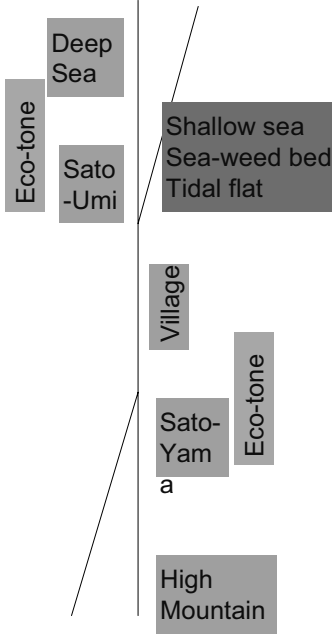 Deep
Sea
Eco-tone
Sato
-Umi
Shallow sea
Sea-weed bed
Tidal flat
Village
Eco-tone
Sato-
Yam
a
High
Mountain